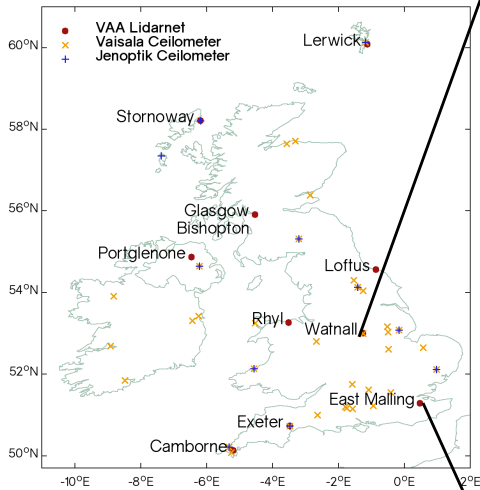 VAA Lidarnet
Vaisala Ceilometer
Jenoptik Ceilometer
60°N
Lerwick
58°N
Stornoway
56°N
Glasgow
Bishopton
Portglenone
Loftus
54°N
Rhyl
Watnall
52°N
East Malling
Exeter
Camborne
50°N
-10°E -8°E -6°E -4°E -2°E 0°E 2°E